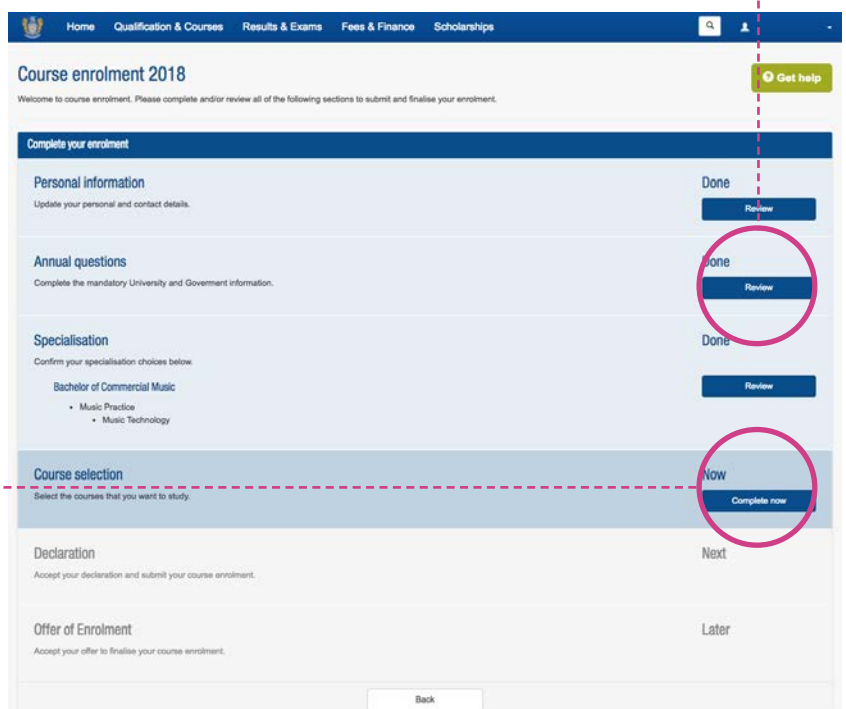 Home Qualification & Courses Results & Exams Fees & Finance Scholarships
Course enrolment 2018
Get help
Welcome to course enrolment. Please complete and/or review all of the following sections to submit and finalise your enrolment.
Complete your enrolment
Personal information Done
Update your personal and contact details. Review
Annual questions Done
Complete the mandatory University and Goverment information. Review
Specialisation Done
Confirm your specialisation choices below.
Bachelor of Commercial Music Review
• Music Practice
• Music Technology
Course selection Now
Select the courses that you want to study. Complete now
Declaration Next
Accept your declaration and submit your course enrolment.
Offer of Enrolment Later
Accept your offer to finalise your course enrolment.
Back